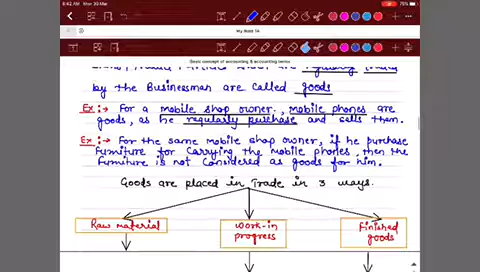 8:42 AM Mon 20 Mar
75%
My Note 14
Basic concept of accounting & accounting terms
are regularly
by the Businessman are called goods
Ex:→ For a mobile shop owner, mobile phones are
goods, as he regularly purchase and sells them.
Ex:→ For the same mobile shop owner, if he purchase
furniture for carrying the mobile phones, then the
furniture is not considered as goods for him.
Goods are placed in Trade in 3 ways.
Raw material
Work-in
progress
Finished
goods